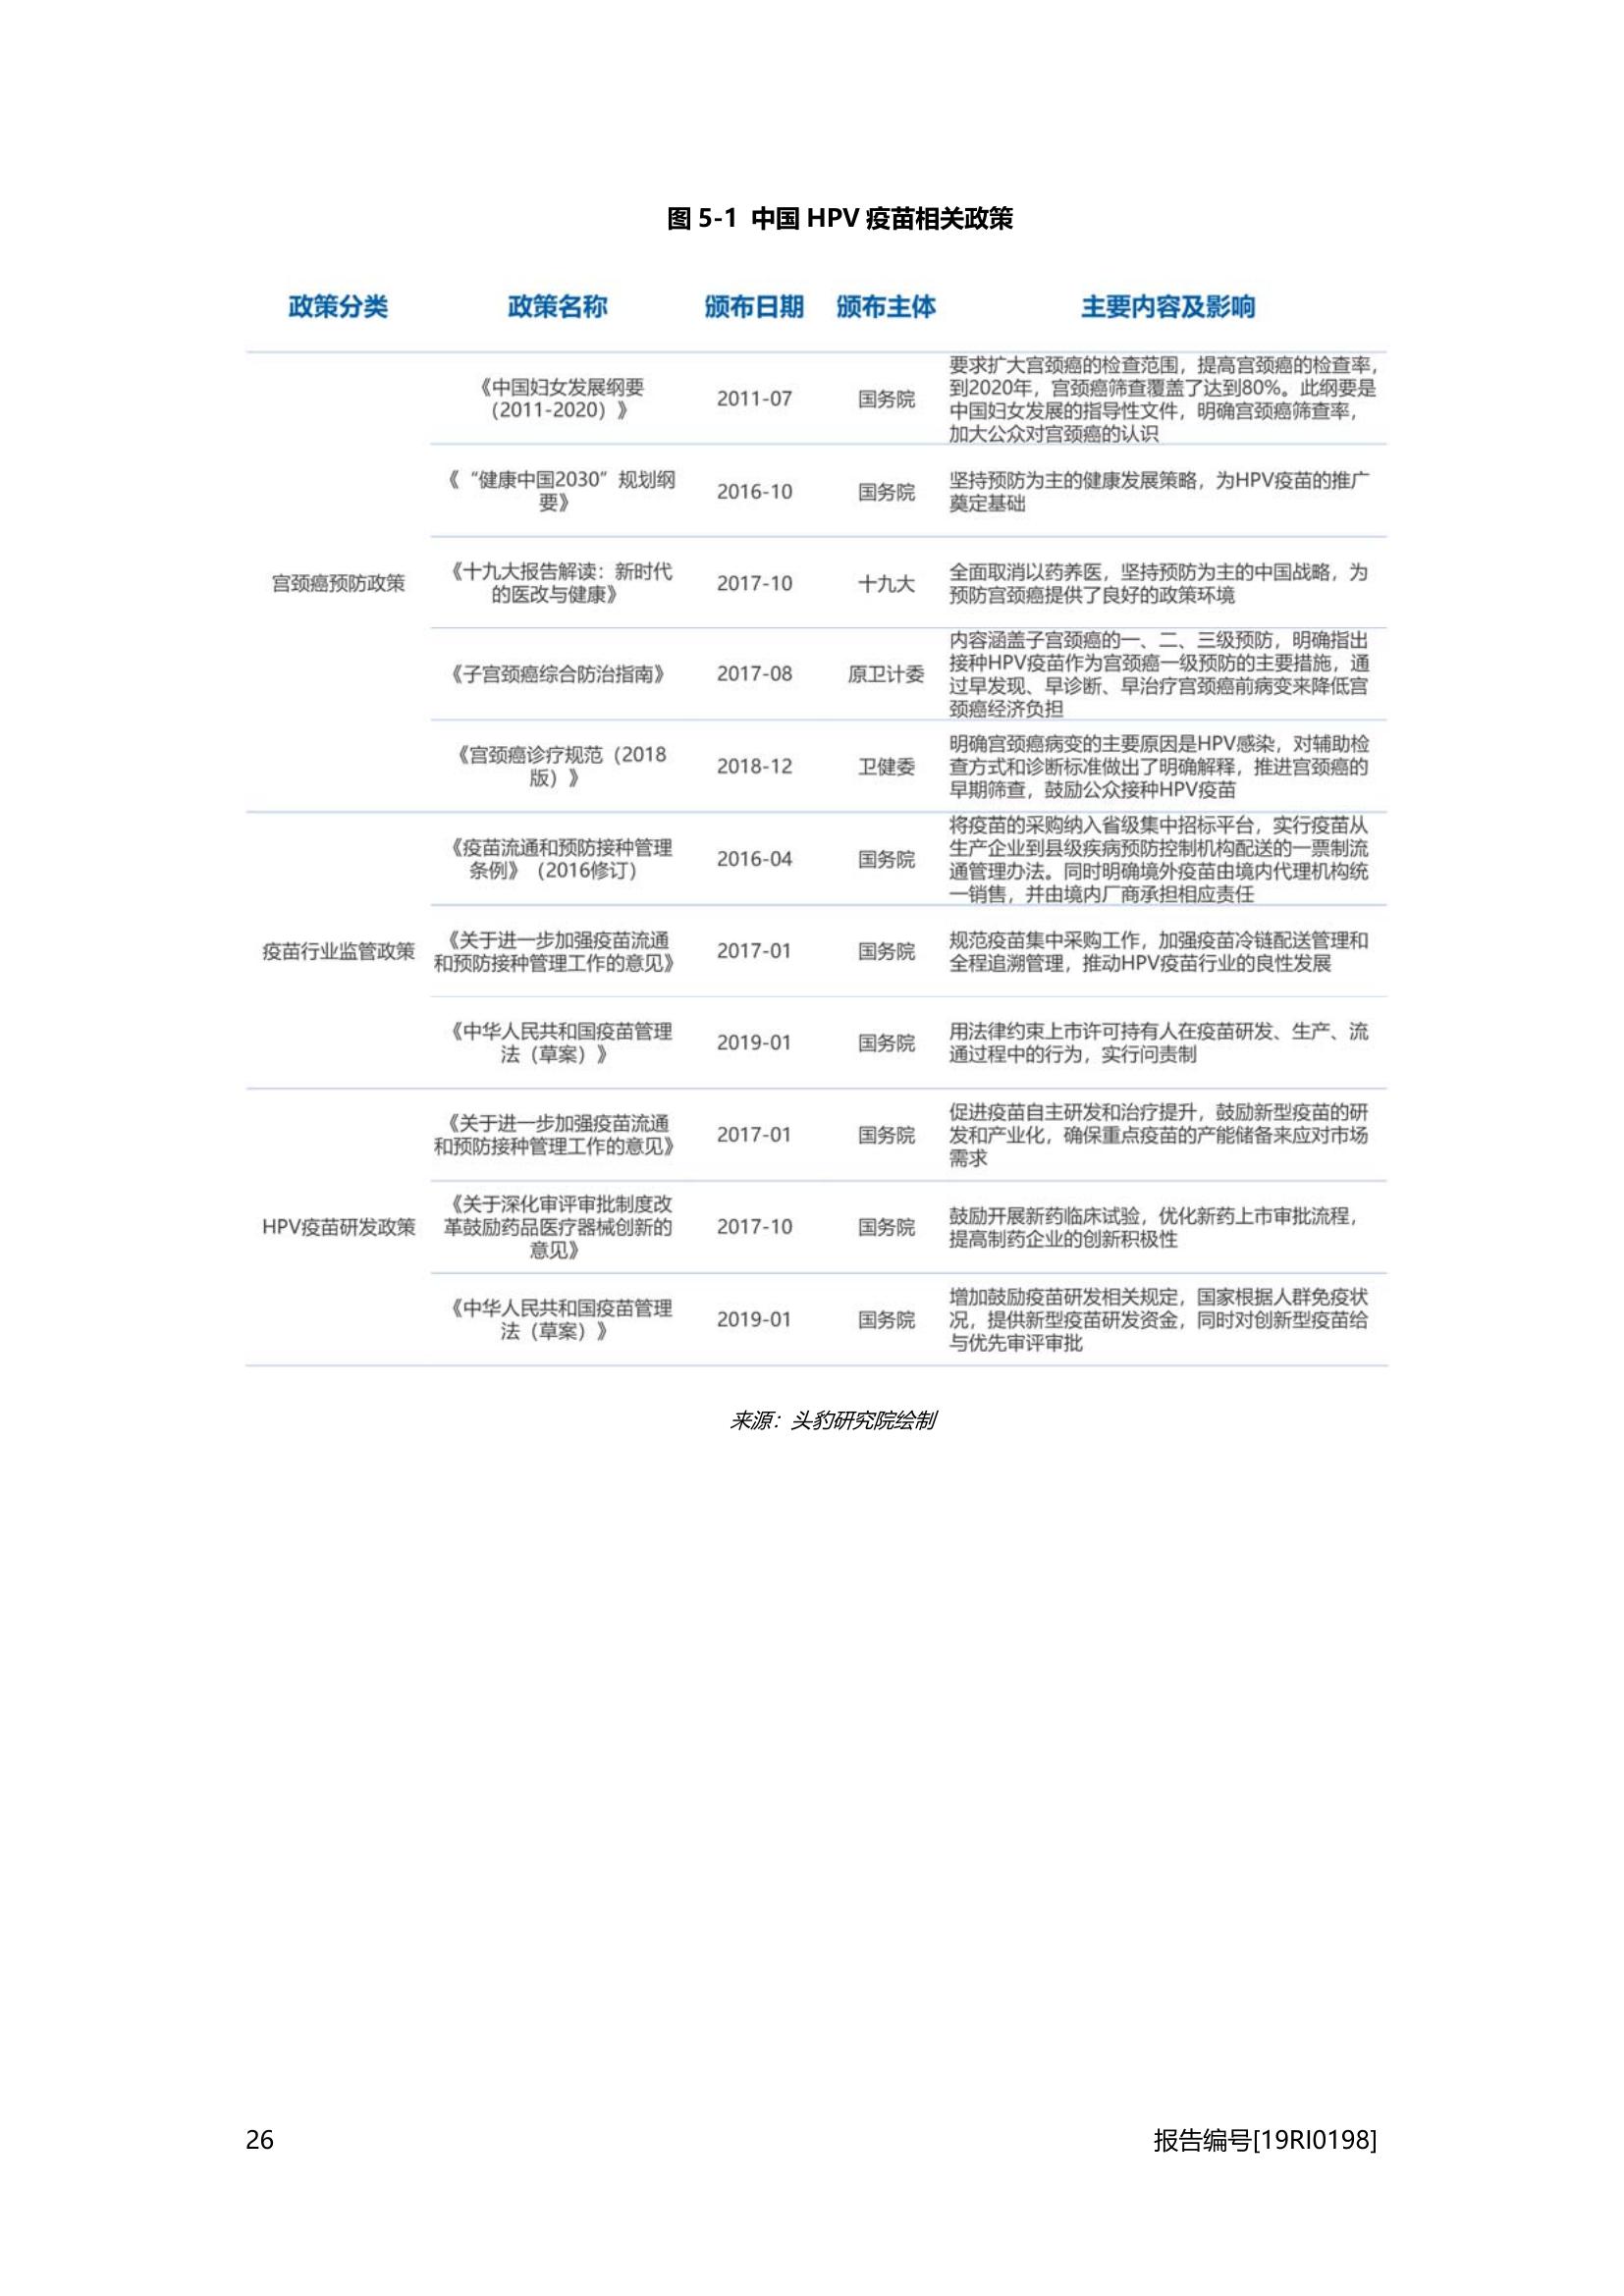 图 5-1 中国 HPV 疫苗相关政策
政策分类 政策名称 颁布日期 颁布主体 主要内容及影响
宫颈癌预防政策
《中国妇女发展纲要
（2011-2020）》
2011-07
国务院
要求扩大宫颈癌的检查范围，提高宫颈癌的检查率，
到2020年，宫颈癌筛查覆盖了达到80%。此纲要是
中国妇女发展的指导性文件，明确宫颈癌筛查率，
加大公众对宫颈癌的认识
《“健康中国2030”规划纲
要》
2016-10
国务院
坚持预防为主的健康发展策略，为HPV疫苗的推广
奠定基础
《十九大报告解读：新时代
的医改与健康》
2017-10
十九大
全面取消以药养医，坚持预防为主的中国战略，为
预防宫颈癌提供了良好的政策环境
《子宫颈癌综合防治指南》
2017-08
原卫计委
内容涵盖子宫颈癌的一、二、三级预防，明确指出
接种HPV疫苗作为宫颈癌一级预防的主要措施，通
过早发现、早诊断、早治疗宫颈癌前病变来降低宫
颈癌经济负担
《宫颈癌诊疗规范（2018
版）》
2018-12
卫健委
明确宫颈癌病变的主要原因是HPV感染，对辅助检
查方式和诊断标准做出了明确解释，推进宫颈癌的
早期筛查，鼓励公众接种HPV疫苗
疫苗行业监管政策
《疫苗流通和预防接种管理
条例》（2016修订）
2016-04
国务院
将疫苗的采购纳入省级集中招标平台，实行疫苗从
生产企业到县级疾病预防控制机构配送的一票制流
通管理办法。同时明确境外疫苗由境内代理机构统
一销售，并由境内厂商承担相应责任
《关于进一步加强疫苗流通
和预防接种管理工作的意见》
2017-01
国务院
规范疫苗集中采购工作，加强疫苗冷链配送管理和
全程追溯管理，推动HPV疫苗行业的良性发展
《中华人民共和国疫苗管理
法（草案）》
2019-01
国务院
用法律约束上市许可持有人在疫苗研发、生产、流
通过程中的行为，实行问责制
HPV疫苗研发政策
《关于进一步加强疫苗流通
和预防接种管理工作的意见》
2017-01
国务院
促进疫苗自主研发和治疗提升，鼓励新型疫苗的研
发和产业化，确保重点疫苗的产能储备来应对市场
需求
《关于深化审评审批制度改
革鼓励药品医疗器械创新的
意见》
2017-10
国务院
鼓励开展新药临床试验，优化新药上市审批流程，
提高制药企业的创新积极性
《中华人民共和国疫苗管理
法（草案）》
2019-01
国务院
增加鼓励疫苗研发相关规定，国家根据人群免疫状
况，提供新型疫苗研发资金，同时对创新型疫苗给
与优先审评审批
来源：头豹研究院绘制
26
报告编号[19RI0198]